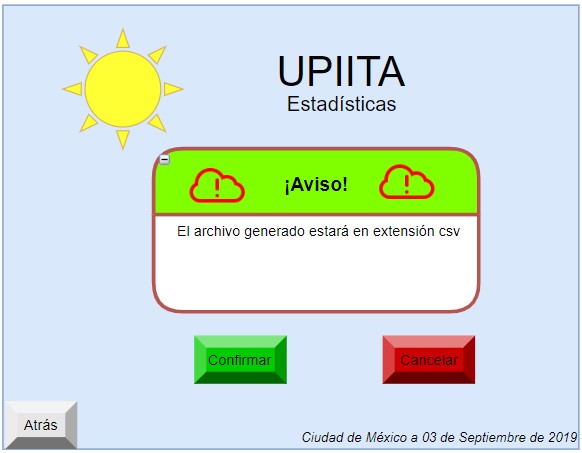 UPIITA
Estadísticas
¡Aviso!
El archivo generado estará en extensión csv
Confirmar
Cancelar
Atrás
Ciudad de México a 03 de Septiembre de 2019